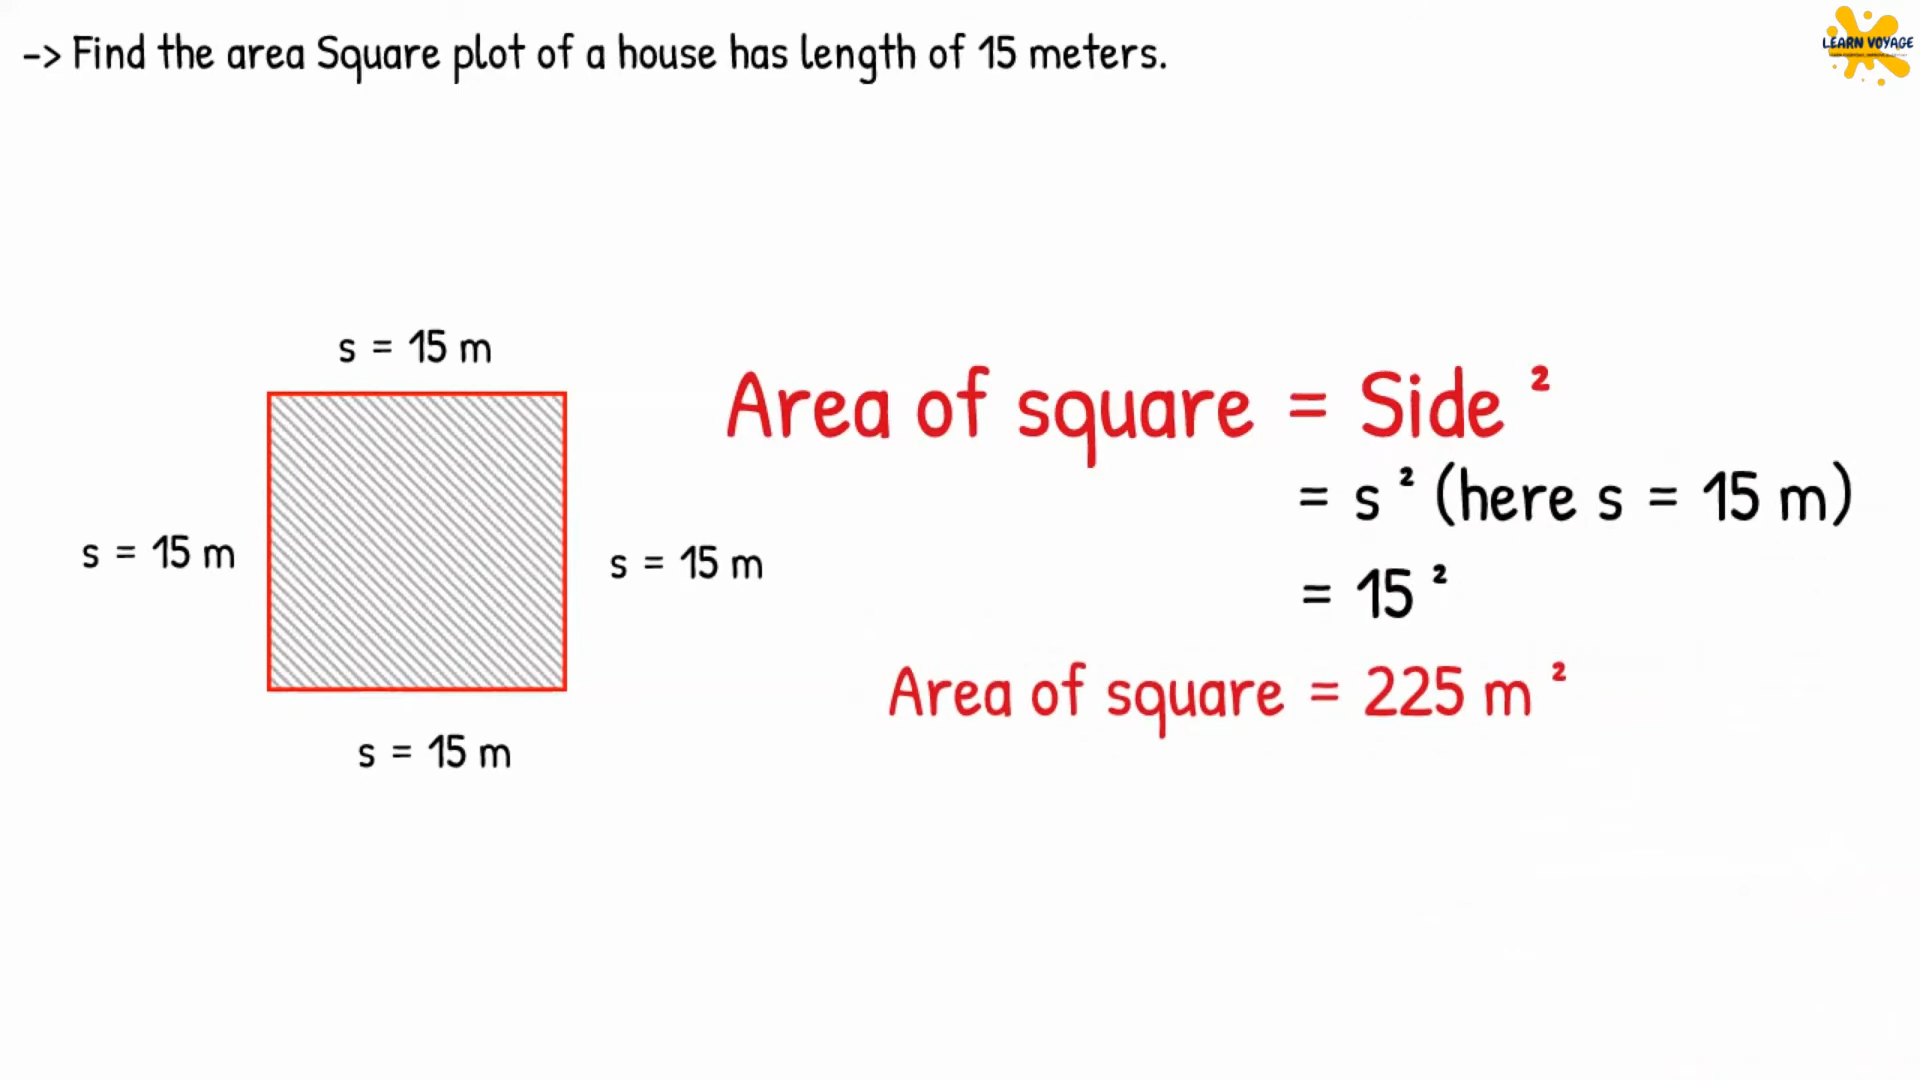 -> Find the area Square plot of a house has length of 15 meters.
LEARN VOYAGE
s = 15 m
Area of square = Side ²
= s ² (here s = 15 m)
s = 15 m
s = 15 m
= 15 ²
Area of square = 225 m ²
s = 15 m